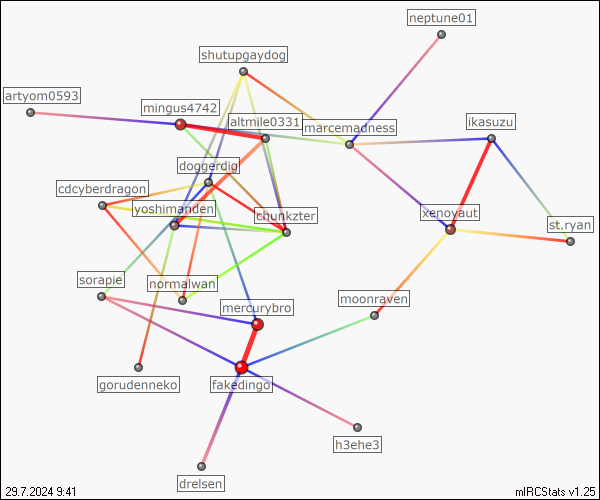 neptune01
shutupgaydog
artyom0593
mingus4742
altmile0331
marcemadness
ikasuzu
doggerdig
cdcyberdragon
yoshimanden
chunkzter
xenoyaut
st.ryan
sorapie
normalwan
mercurybro
moonraven
gorudenneko
fakedingo
h3ehe3
drelsen
29.7.2024 9:41
mIRCStats v1.25